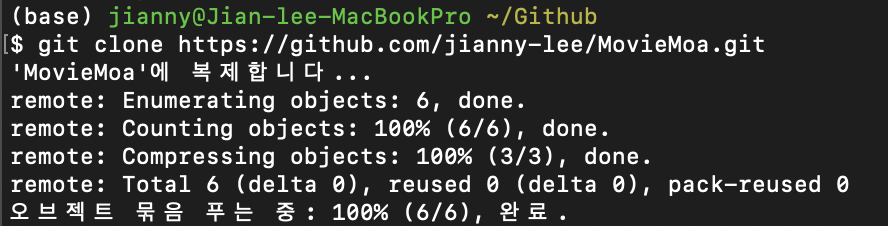 (base) jianny@Jian-lee-MacBookPro ~/Github
[$ git clone https://github.com/jianny-lee/MovieMoa.git
'MovieMoa'에 복제합니다...
remote: Enumerating objects: 6, done.
remote: Counting objects: 100% (6/6), done.
remote: Compressing objects: 100% (3/3), done.
remote: Total 6 (delta 0), reused 0 (delta 0), pack-reused 0
오브젝트 묶음 푸는 중: 100% (6/6), 완료.